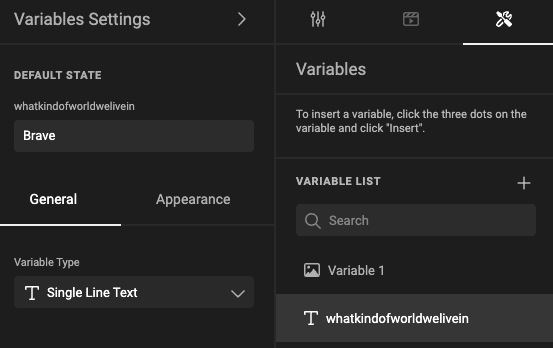 Variables Settings
DEFAULT STATE
whatkindofworldwelivein
Brave
General
Appearance
Variable Type
Single Line Text
Variables
To insert a variable, click the three dots on the
variable and click "Insert".
VARIABLE LIST
Search
Variable 1
whatkindofworldwelivein